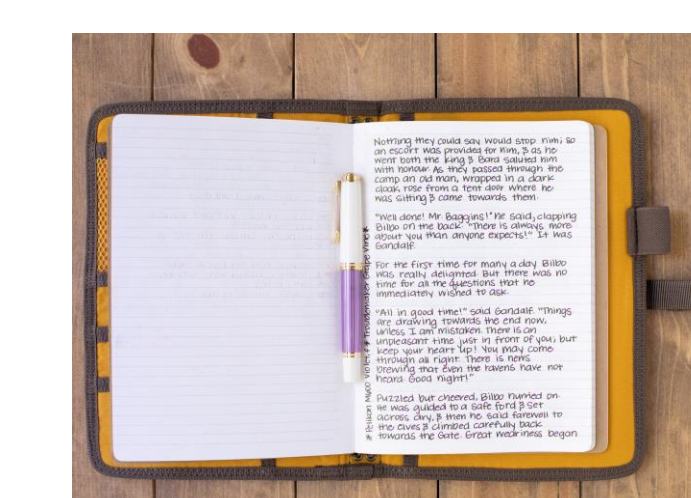 Nothing they could say would stop him; so
an escort was provided for him, & as he
went both the king & Bard saluted him
with honour. As they passed through the
camp an old man, wrapped in a dark
cloak, rose from a tent door where he
was sitting & came towards them.
"Well done! Mr. Baggins!" he said, clapping
Bilbo on the back. "There is always more
about you than anyone expects!" It was
Gandalf.
For the first time for many a day Bilbo
was really delighted. But there was no
time for all the questions that he
immediately wished to ask.
"All in good time!" said Gandalf. "Things
are drawing towards the end now,
unless I am mistaken. There is an
unpleasant time just in front of you; but
keep your heart up! You may come
through all right. There is news
brewing that even the ravens have not
heard. Good night!"
Puzzled but cheered, Bilbo hurried on.
He was guided to a safe ford & set
across dry, & then he said farewell to
the elves & climbed carefully back
towards the Gate. Great weariness began
* Pelikan M600 Violet, F * Troublemaker Grape Vines *